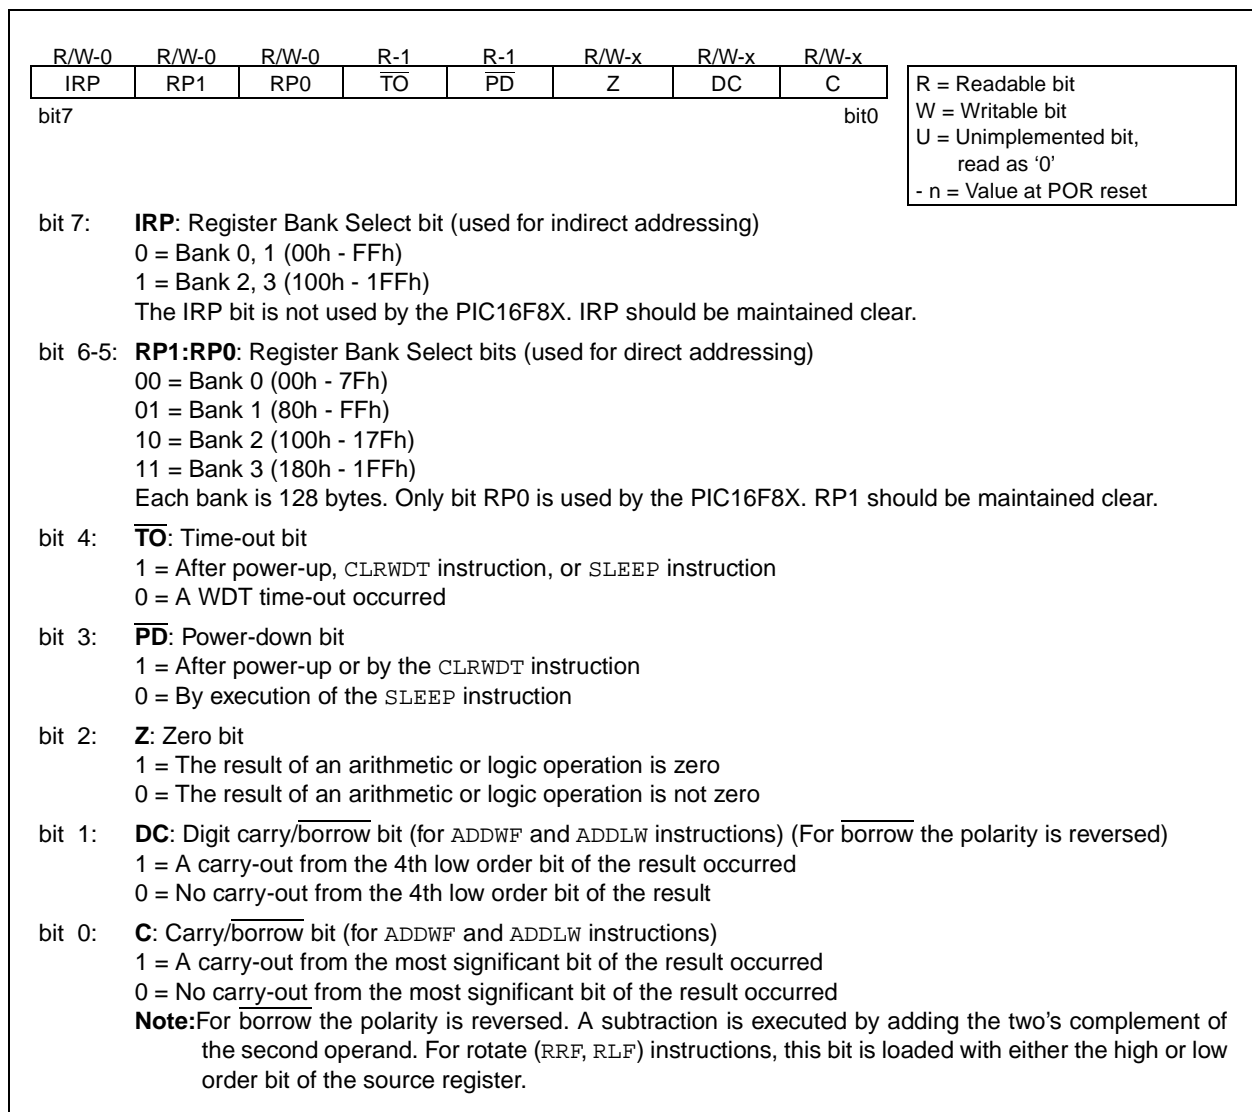 R/W-0 R/W-0 R/W-0 R-1 R-1 R/W-x R/W-x R/W-x
IRP RP1 RP0 T̅O̅ P̅D̅ Z DC C
bit7 bit0
R = Readable bit
W = Writable bit
U = Unimplemented bit,
read as ‘0’
- n = Value at POR reset
bit 7: IRP: Register Bank Select bit (used for indirect addressing)
0 = Bank 0, 1 (00h - FFh)
1 = Bank 2, 3 (100h - 1FFh)
The IRP bit is not used by the PIC16F8X. IRP should be maintained clear.
bit 6-5: RP1:RP0: Register Bank Select bits (used for direct addressing)
00 = Bank 0 (00h - 7Fh)
01 = Bank 1 (80h - FFh)
10 = Bank 2 (100h - 17Fh)
11 = Bank 3 (180h - 1FFh)
Each bank is 128 bytes. Only bit RP0 is used by the PIC16F8X. RP1 should be maintained clear.
bit 4: T̅O̅: Time-out bit
1 = After power-up, CLRWDT instruction, or SLEEP instruction
0 = A WDT time-out occurred
bit 3: P̅D̅: Power-down bit
1 = After power-up or by the CLRWDT instruction
0 = By execution of the SLEEP instruction
bit 2: Z: Zero bit
1 = The result of an arithmetic or logic operation is zero
0 = The result of an arithmetic or logic operation is not zero
bit 1: DC: Digit carry/b̅o̅r̅r̅o̅w̅ bit (for ADDWF and ADDLW instructions) (For b̅o̅r̅r̅o̅w̅ the polarity is reversed)
1 = A carry-out from the 4th low order bit of the result occurred
0 = No carry-out from the 4th low order bit of the result
bit 0: C: Carry/b̅o̅r̅r̅o̅w̅ bit (for ADDWF and ADDLW instructions)
1 = A carry-out from the most significant bit of the result occurred
0 = No carry-out from the most significant bit of the result occurred
Note:For b̅o̅r̅r̅o̅w̅ the polarity is reversed. A subtraction is executed by adding the two’s complement of
the second operand. For rotate (RRF, RLF) instructions, this bit is loaded with either the high or low
order bit of the source register.